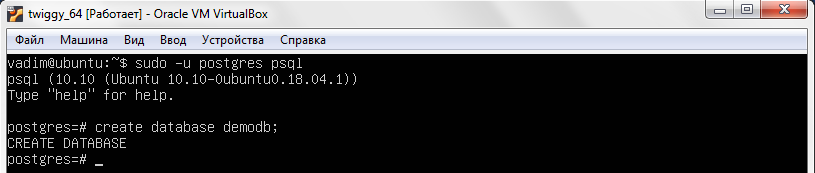 twiggy_64 [Работает] - Oracle VM VirtualBox
Файл Машина Вид Ввод Устройства Справка
vadim@ubuntu:~$ sudo -u postgres psql
psql (10.10 (Ubuntu 10.10-0ubuntu0.18.04.1))
Type "help" for help.
postgres=# create database demodb;
CREATE DATABASE
postgres=# _